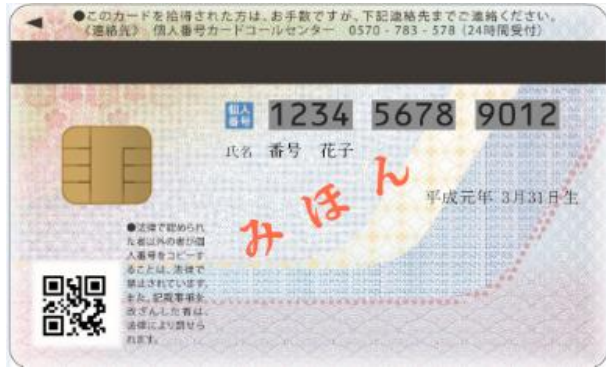 ●このカードを拾得された方は、お手数ですが、下記連絡先までご連絡ください。
《連絡先》 個人番号カードコールセンター 0570-783-578 (24時間受付)
個人番号 1234 5678 9012
氏名 番号 花子
平成元年 3月31日生
みほん
●法律で認められ
た者以外の者が個
人番号をコピーす
ることは、法律で
禁止されています。
また、記載事項を
改ざんした者は、
法律により罰せら
れます。